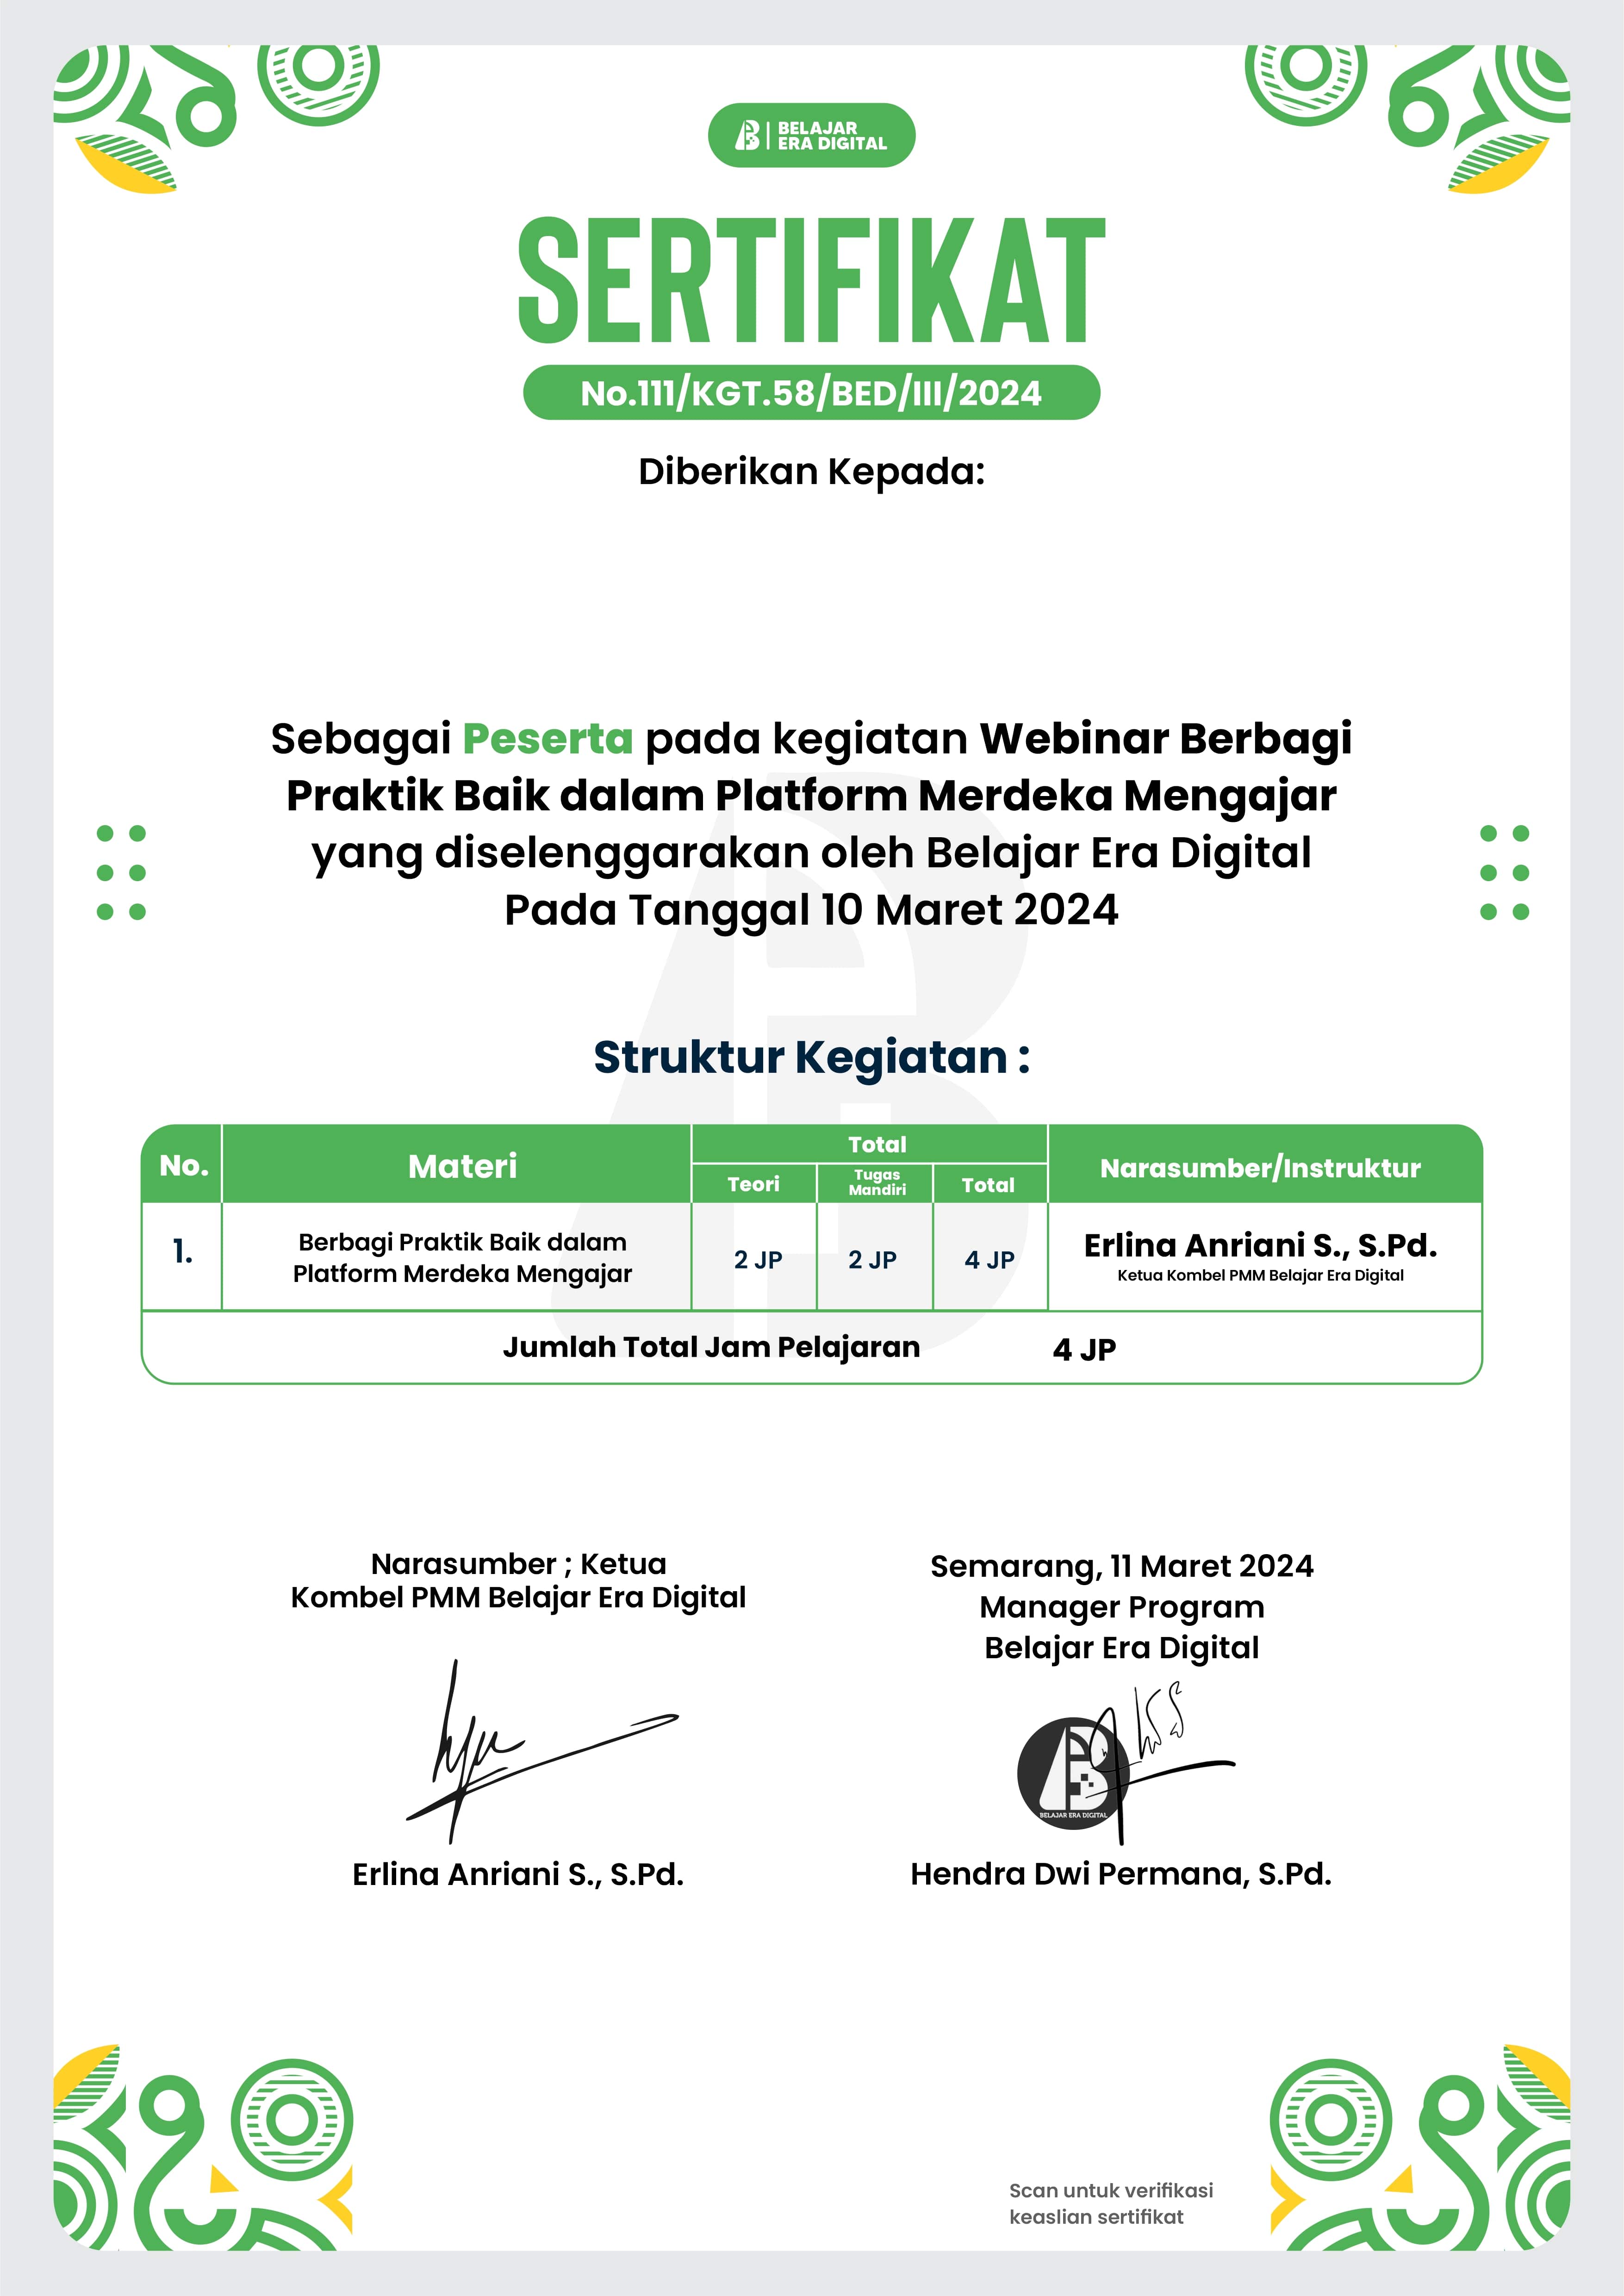 BELAJAR
ERA DIGITAL
SERTIFIKAT
No.111/KGT.58/BED/III/2024
Diberikan Kepada:
Sebagai Peserta pada kegiatan Webinar Berbagi
Praktik Baik dalam Platform Merdeka Mengajar
yang diselenggarakan oleh Belajar Era Digital
Pada Tanggal 10 Maret 2024
Struktur Kegiatan :
No. Materi Total Narasumber/Instruktur
Teori Tugas Mandiri Total
1. Berbagi Praktik Baik dalam Platform Merdeka Mengajar 2 JP 2 JP 4 JP Erlina Anriani S., S.Pd.
Ketua Kombel PMM Belajar Era Digital
Jumlah Total Jam Pelajaran 4 JP
Narasumber ; Ketua
Kombel PMM Belajar Era Digital
Erlina Anriani S., S.Pd.
Semarang, 11 Maret 2024
Manager Program
Belajar Era Digital
BELAJAR ERA DIGITAL
Hendra Dwi Permana, S.Pd.
Scan untuk verifikasi
keaslian sertifikat